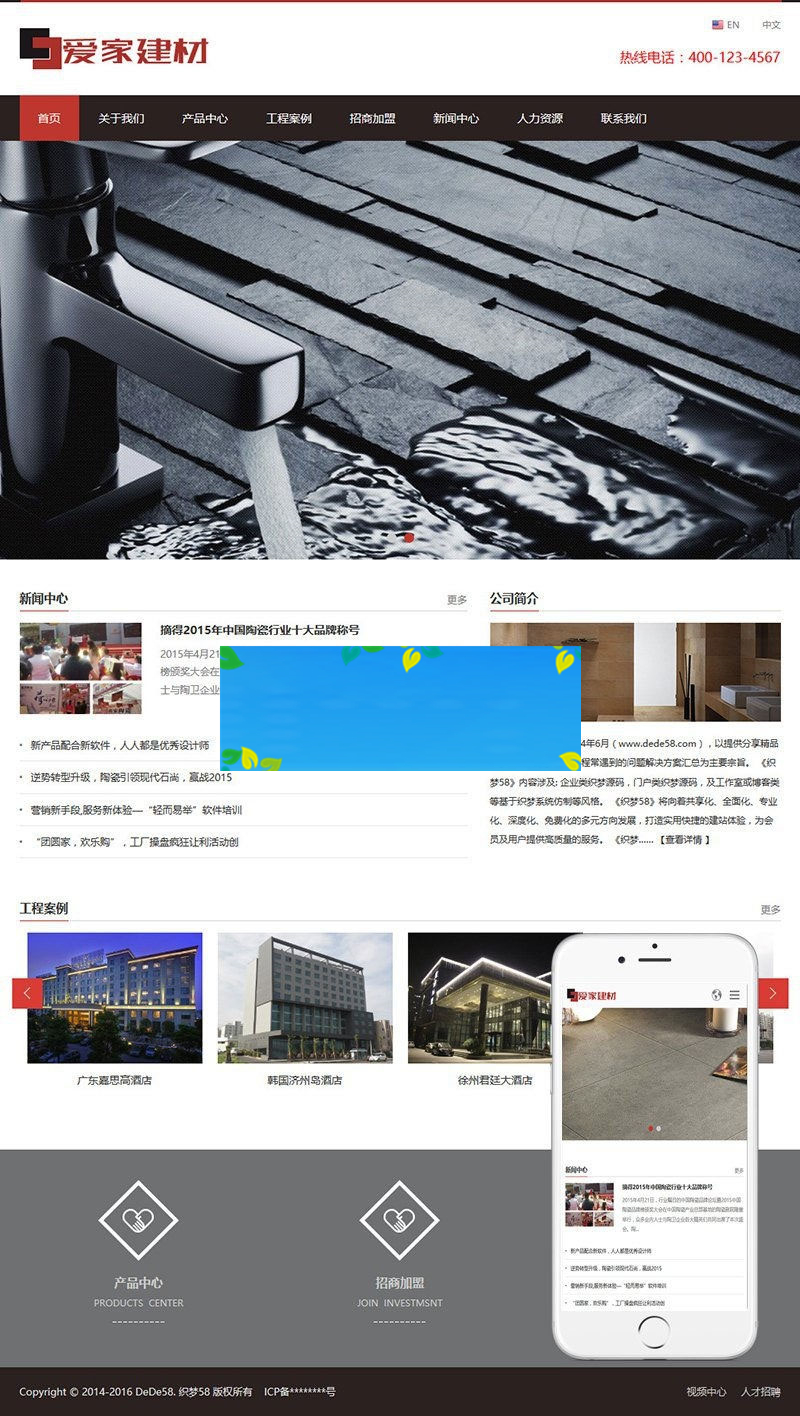 EN 中文
爱家建材
热线电话：400-123-4567
首页 关于我们 产品中心 工程案例 招商加盟 新闻中心 人力资源 联系我们
新闻中心 更多
摘得2015年中国陶瓷行业十大品牌称号
2015年4月21
榜颁奖大会在
士与陶卫企业
· 新产品配合新软件，人人都是优秀设计师
· 逆势转型升级，陶瓷引领现代石尚，赢战2015
· 营销新手段,服务新体验—“轻而易举”软件培训
· “团圆家，欢乐购”，工厂操盘疯狂让利活动创
公司简介
4年6月（www.dede58.com），以提供分享精品
程常遇到的问题解决方案汇总为主要宗旨。 《织
梦58》内容涉及; 企业类织梦源码，门户类织梦源码，及工作室或博客类
等基于织梦系统仿制等风格。 《织梦58》将向着共享化、全面化、专业
化、深度化、免费化的多元方向发展，打造实用快捷的建站体验，为会
员及用户提供高质量的服务。 《织梦...... 【查看详情 】
工程案例 更多
广东嘉思高酒店
韩国济州岛酒店
徐州君廷大酒店
产品中心
PRODUCTS CENTER
招商加盟
JOIN INVESTMSNT
爱家建材
新闻中心 更多
摘得2015年中国陶瓷行业十大品牌称号
· 新产品配合新软件，人人都是优秀设计师
· 逆势转型升级，陶瓷引领现代石尚，赢战2015
· 营销新手段,服务新体验—“轻而易举”软件培训
· “团圆家，欢乐购”，工厂操盘疯狂让利活动创
Copyright © 2014-2016 DeDe58. 织梦58 版权所有 ICP备********号
视频中心 人才招聘